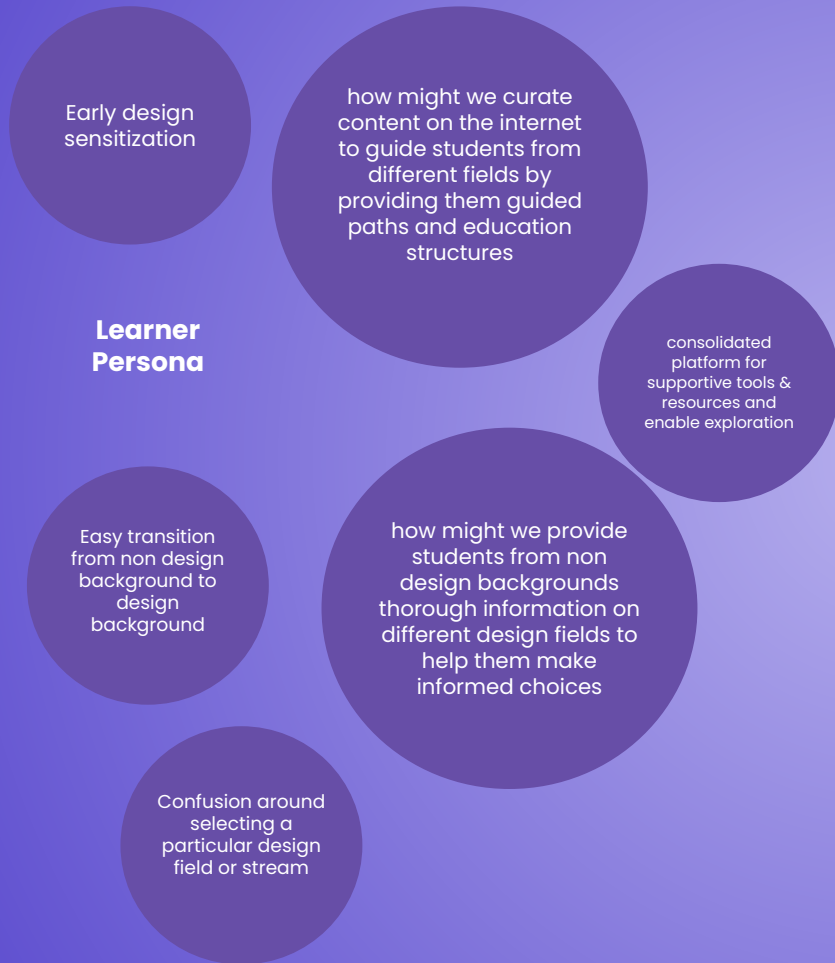 Early design
sensitization
how might we curate
content on the internet
to guide students from
different fields by
providing them guided
paths and education
structures
Learner
Persona
consolidated
platform for
supportive tools &
resources and
enable exploration
Easy transition
from non design
background to
design
background
how might we provide
students from non
design backgrounds
thorough information on
different design fields to
help them make
informed choices
Confusion around
selecting a
particular design
field or stream